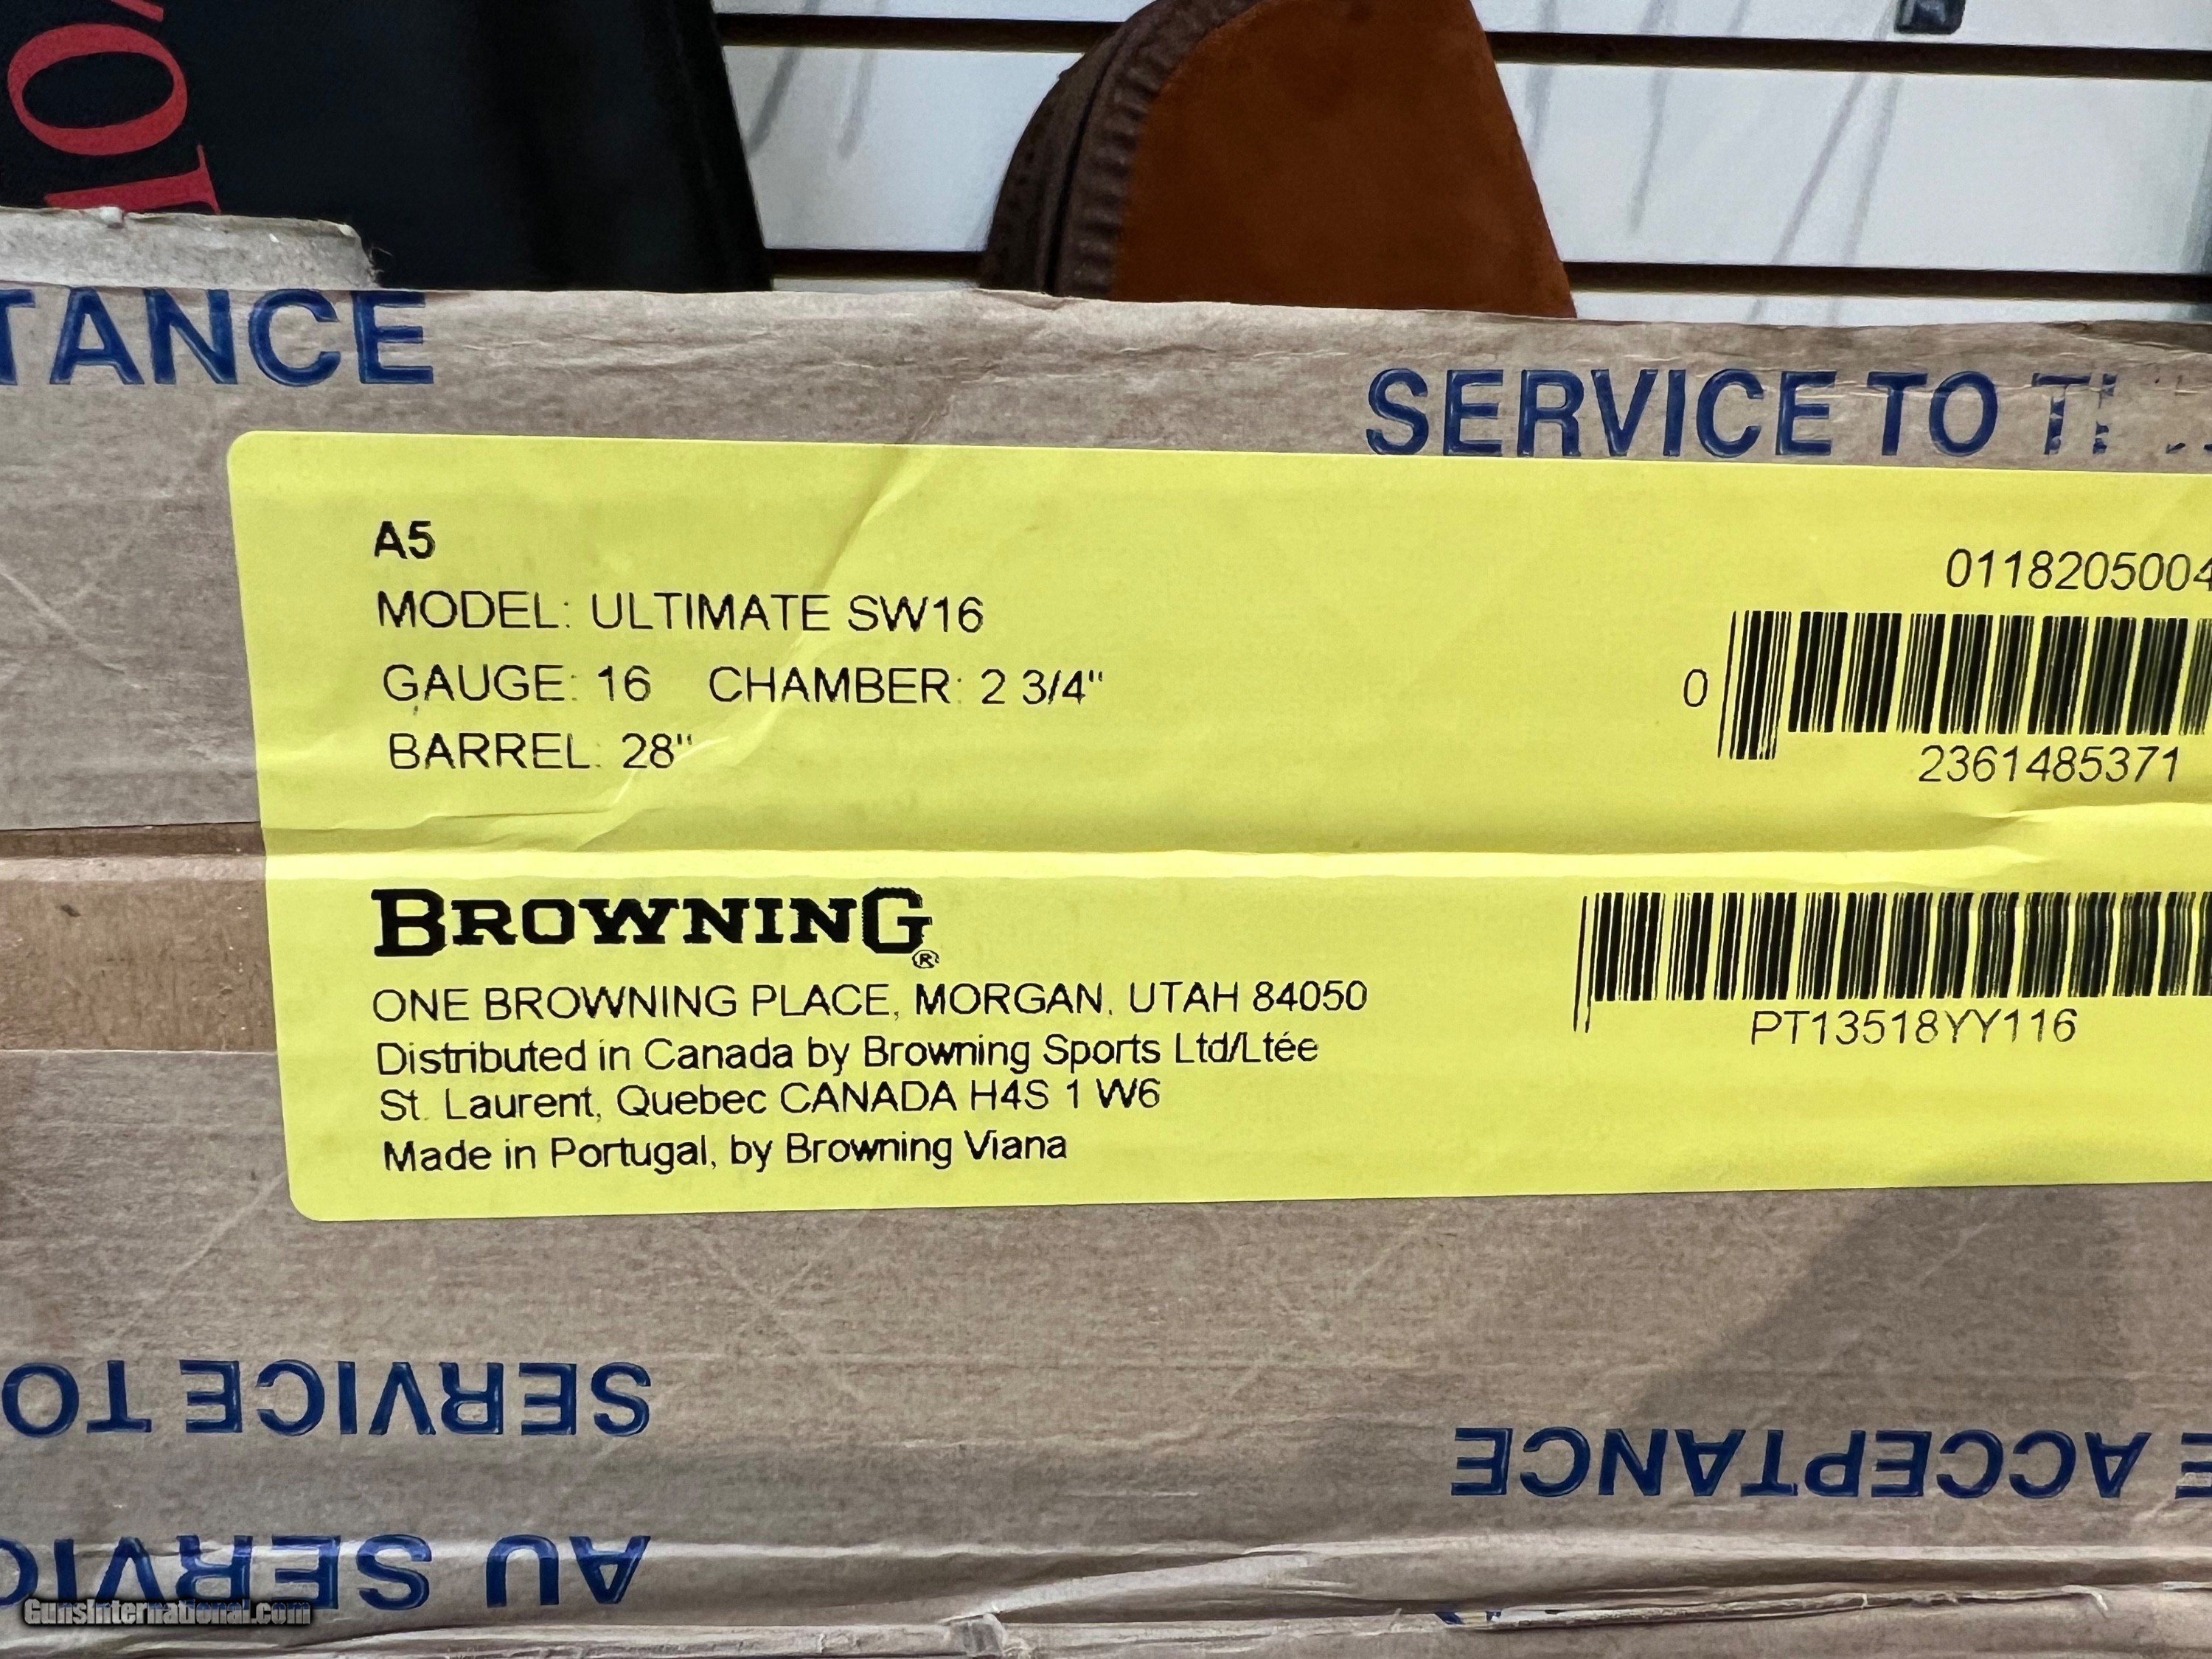 TANCE
SERVICE TO
A5
MODEL: ULTIMATE SW16
GAUGE: 16 CHAMBER: 2 3/4"
BARREL: 28"
0118205004
0
2361485371
BROWNING®
ONE BROWNING PLACE, MORGAN, UTAH 84050
Distributed in Canada by Browning Sports Ltd/Ltée
St. Laurent, Quebec CANADA H4S 1 W6
Made in Portugal, by Browning Viana
PT13518YY116
SERVICE TO
E ACCEPTANCE
AU SERVIC
GunsInternational.com